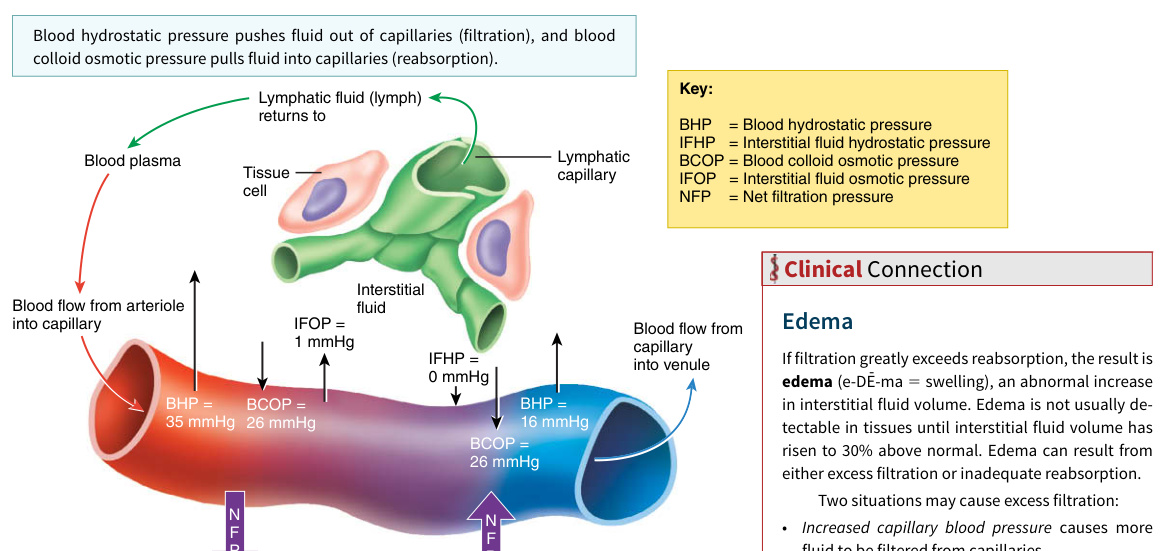 Blood hydrostatic pressure pushes fluid out of capillaries (filtration), and blood
colloid osmotic pressure pulls fluid into capillaries (reabsorption).
Lymphatic fluid (lymph)
returns to
Blood plasma
Tissue
cell
Lymphatic
capillary
Blood flow from arteriole
into capillary
Interstitial
fluid
IFOP =
1 mmHg
IFHP =
0 mmHg
Blood flow from
capillary
into venule
BHP =
35 mmHg
BCOP =
26 mmHg
BHP =
16 mmHg
BCOP =
26 mmHg
N
F
P
N
F
Key:
BHP = Blood hydrostatic pressure
IFHP = Interstitial fluid hydrostatic pressure
BCOP = Blood colloid osmotic pressure
IFOP = Interstitial fluid osmotic pressure
NFP = Net filtration pressure
Clinical Connection
Edema
If filtration greatly exceeds reabsorption, the result is
edema (e-DĒ-ma = swelling), an abnormal increase
in interstitial fluid volume. Edema is not usually de-
tectable in tissues until interstitial fluid volume has
risen to 30% above normal. Edema can result from
either excess filtration or inadequate reabsorption.
Two situations may cause excess filtration:
• Increased capillary blood pressure causes more
fluid to be filtered from capillaries.